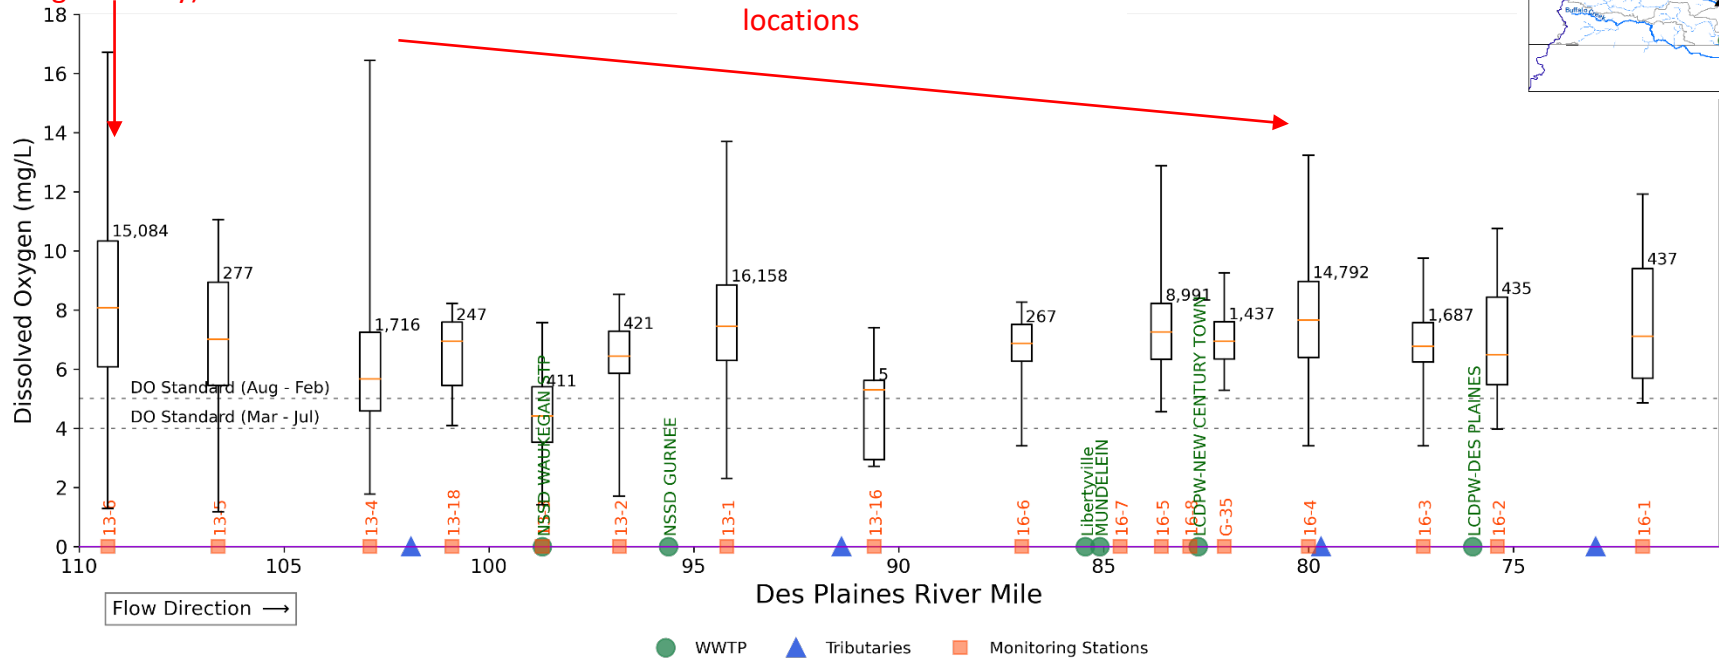 locations
Buffalo Creek
18
16
14
12
10
8
6
4
2
0
Dissolved Oxygen (mg/L)
15,084
277
1,716
247
411
421
16,158
5
267
8,991
1,437
14,792
1,687
435
437
DO Standard (Aug - Feb)
DO Standard (Mar - Jul)
13-6
13-5
13-4
13-18
NSSD WAUKEGAN STP
13-2
NSSD GURNEE
13-1
13-16
16-6
Libertyville
MUNDELEIN
16-7
16-5
16-8
LCDPW-NEW CENTURY TOWN
G-35
16-4
16-3
LCDPW-DES PLAINES
16-2
16-1
110
105
100
95
90
85
80
75
Des Plaines River Mile
Flow Direction →
WWTP
Tributaries
Monitoring Stations